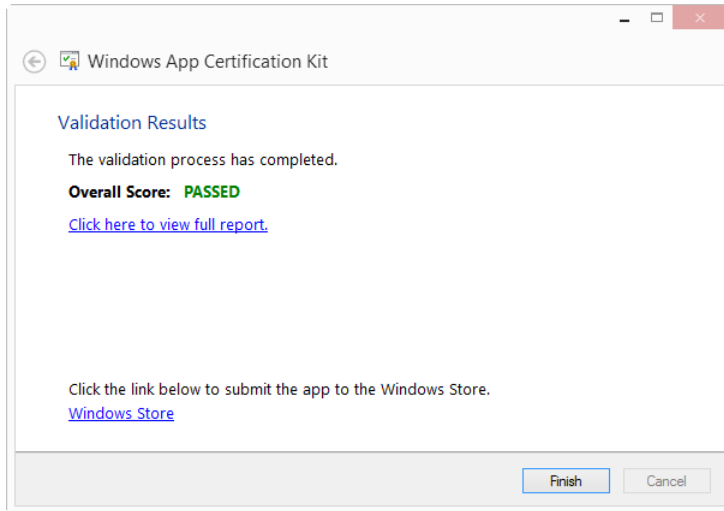 Windows App Certification Kit
Validation Results
The validation process has completed.
Overall Score: PASSED
Click here to view full report.
Click the link below to submit the app to the Windows Store.
Windows Store
Finish Cancel